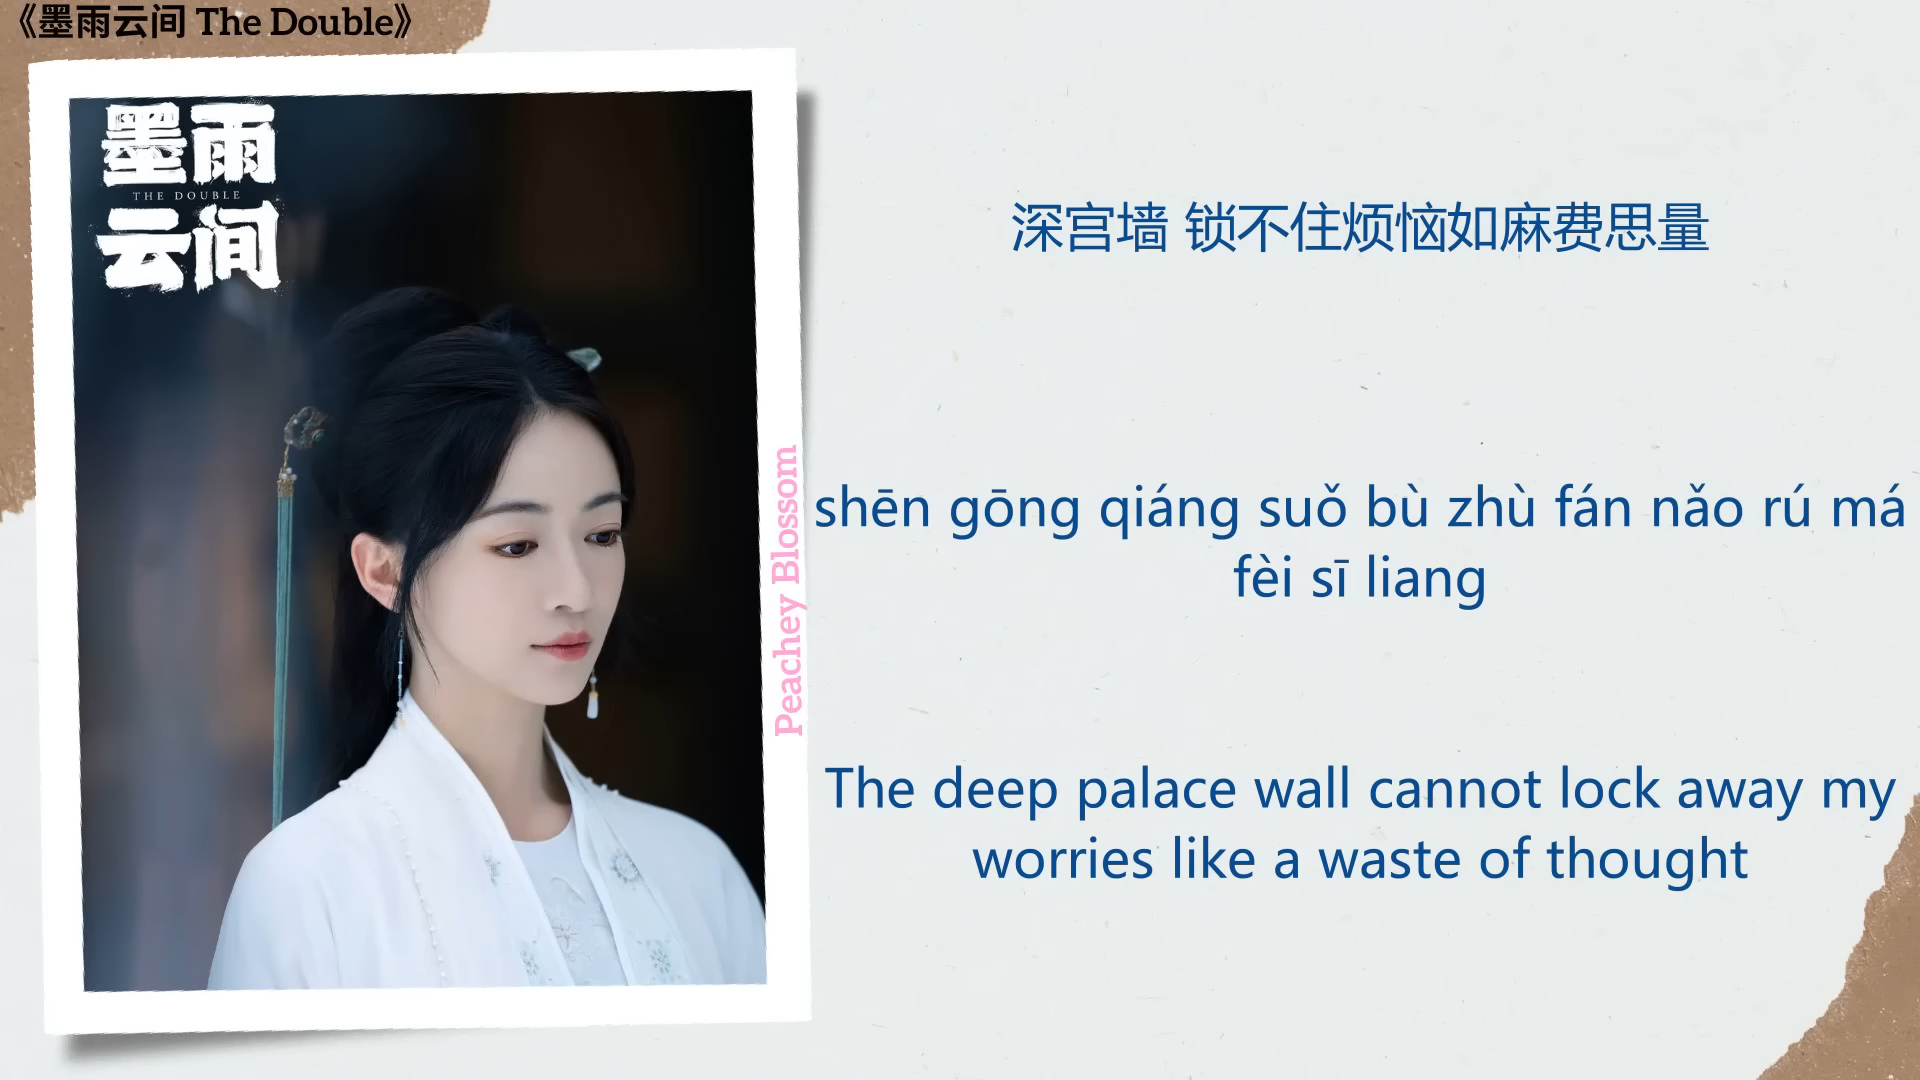 《墨雨云间 The Double》
墨雨
THE DOUBLE
云间
Peachey Blossom
深宫墙 锁不住烦恼如麻费思量
shēn gōng qiáng suǒ bù zhù fán nǎo rú má
fèi sī liang
The deep palace wall cannot lock away my
worries like a waste of thought